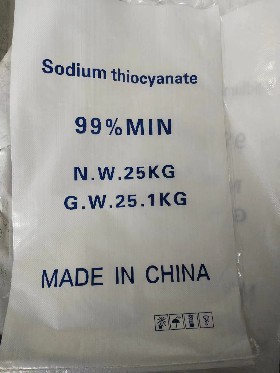 Sodium thiocyanate
99%MIN
N.W.25KG
G.W.25.1KG
MADE IN CHINA